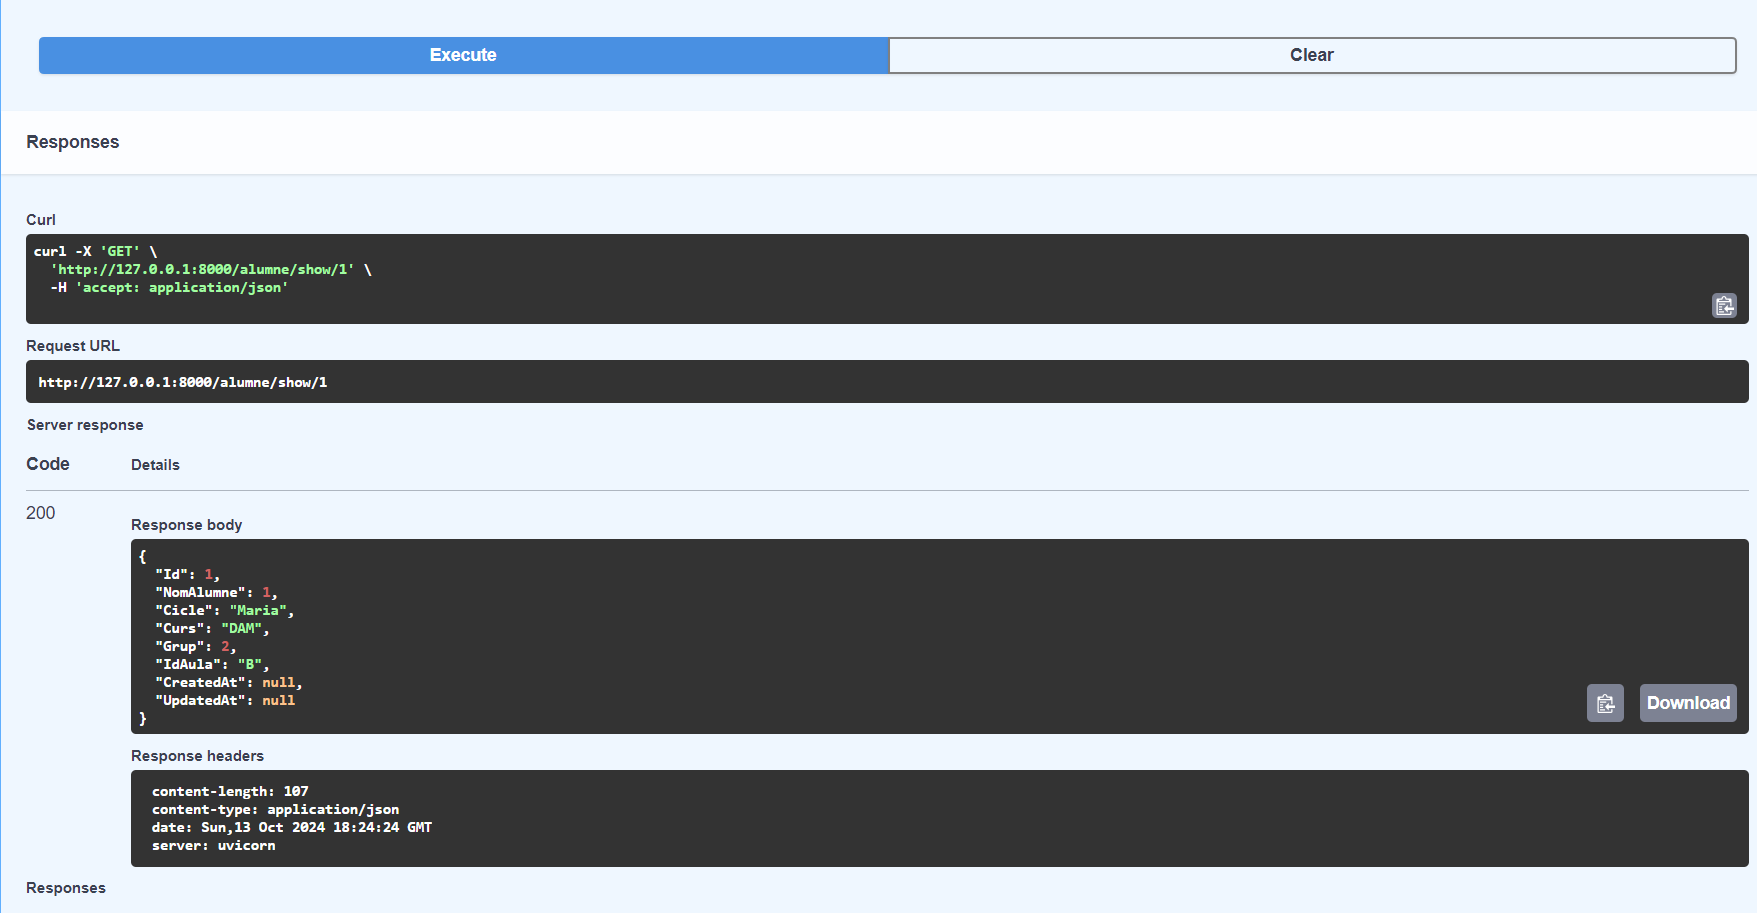 Execute
Clear
Responses
Curl
curl -X 'GET' \
  'http://127.0.0.1:8000/alumne/show/1' \
  -H 'accept: application/json'
Request URL
http://127.0.0.1:8000/alumne/show/1
Server response
Code Details
200
Response body
{
  "Id": 1,
  "NomAlumne": 1,
  "Cicle": "Maria",
  "Curs": "DAM",
  "Grup": 2,
  "IdAula": "B",
  "CreatedAt": null,
  "UpdatedAt": null
}
Download
Response headers
content-length: 107
content-type: application/json
date: Sun,13 Oct 2024 18:24:24 GMT
server: uvicorn
Responses